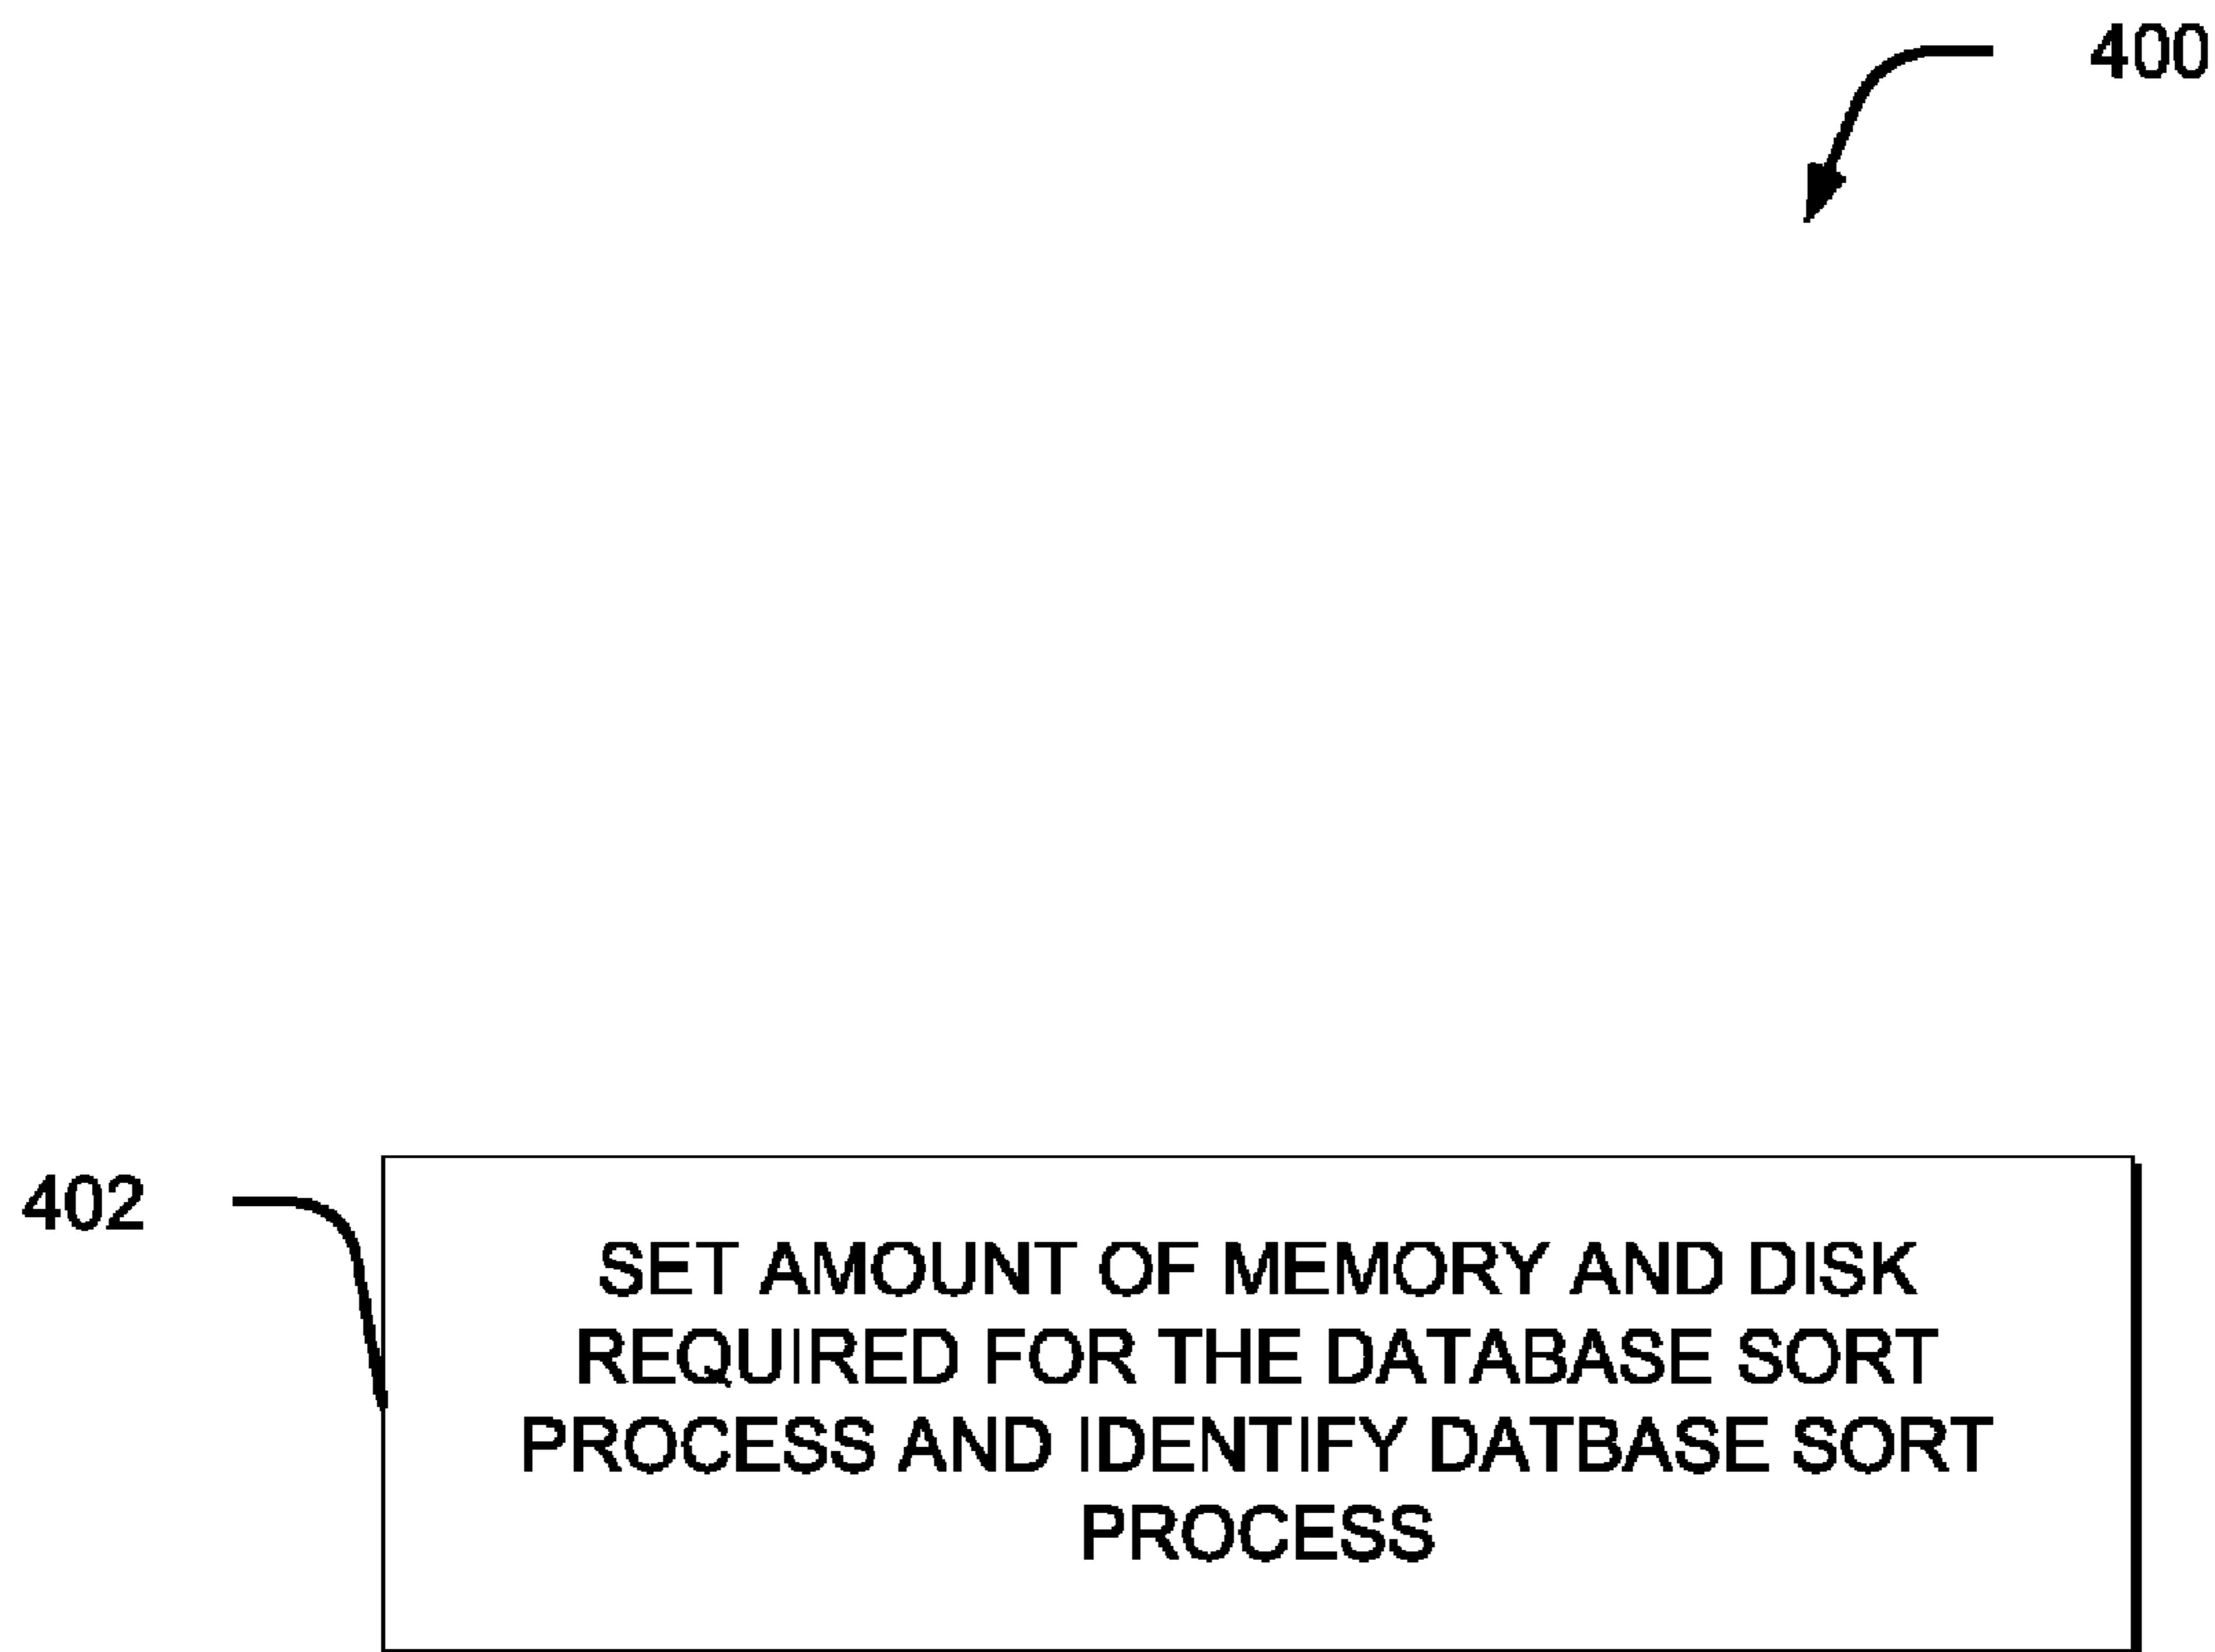 400
402
SET AMOUNT OF MEMORY AND DISK
REQUIRED FOR THE DATABASE SORT
PROCESS AND IDENTIFY DATBASE SORT
PROCESS